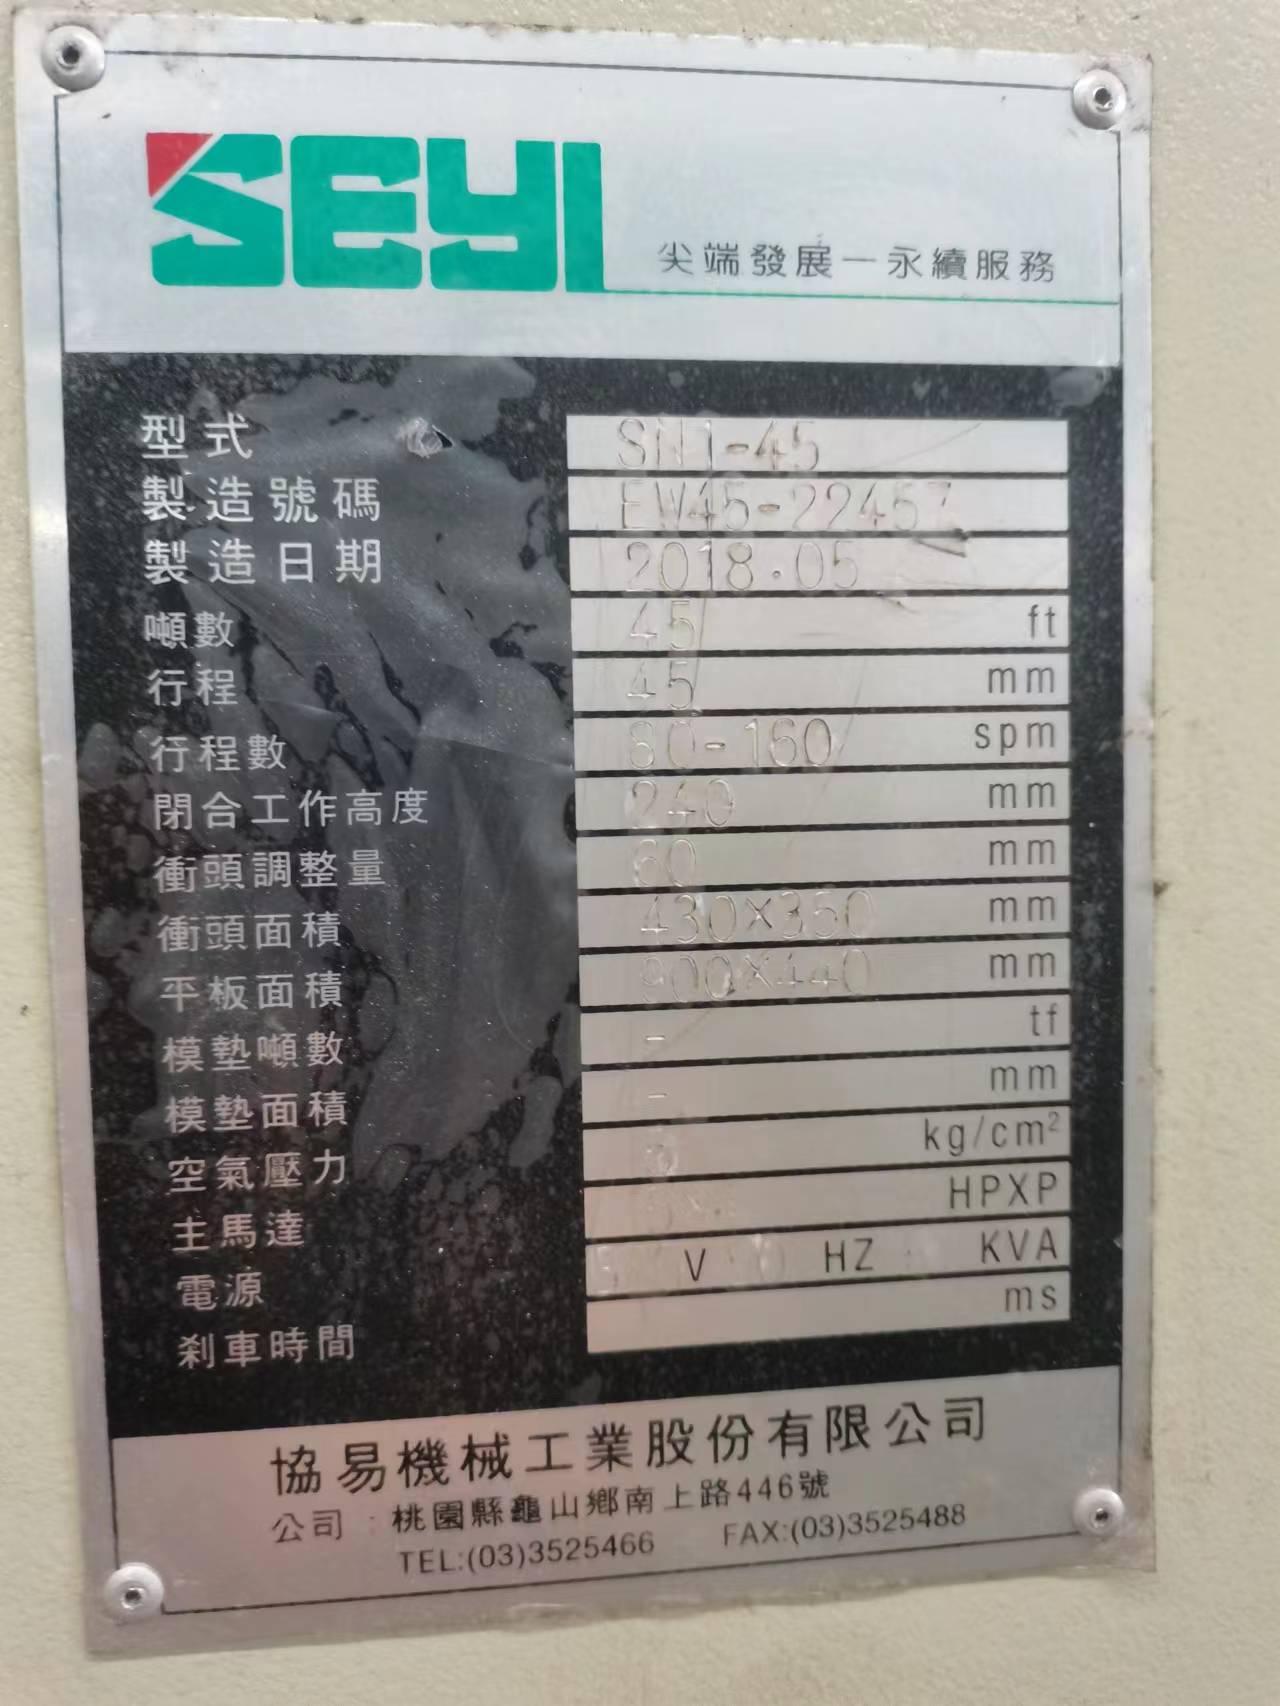 SEYI
尖端發展一永續服務
型式 SN1-45
製造號碼 EW45-22457
製造日期 2018.05
噸數 45 ft
行程 45 mm
行程數 80-160 spm
閉合工作高度 240 mm
衝頭調整量 60 mm
衝頭面積 430×350 mm
平板面積 900×440 mm
模墊噸數 - tf
模墊面積 - mm
空氣壓力 kg/cm²
主馬達 HPXP
電源 V HZ KVA
剎車時間 ms
協易機械工業股份有限公司
公司:桃園縣龜山鄉南上路446號
TEL:(03)3525466 FAX:(03)3525488